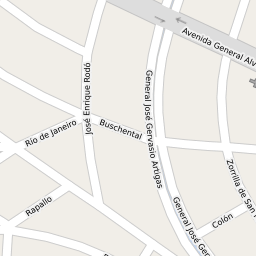 Avenida General Alv
José Enrique Rodó
General José Gervasio Artigas
Buschental
Río de Janeiro
Zorrilla de San
Rapallo
Colón
General José Ger